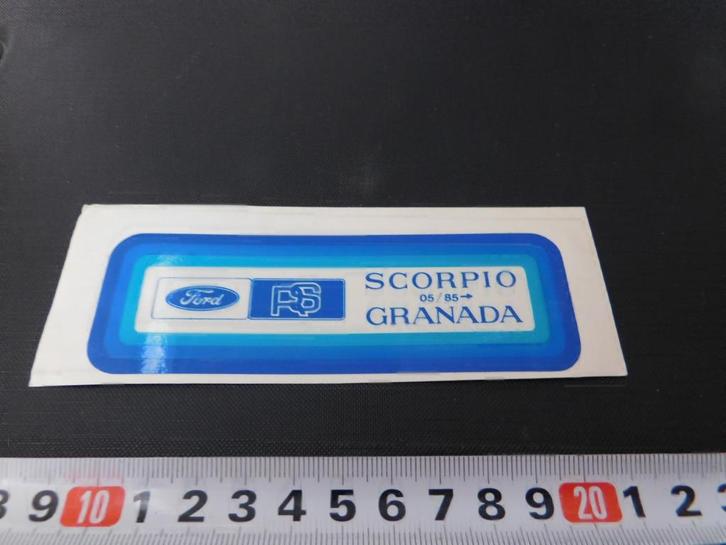 Ford RS SCORPIO
05/85→
GRANADA
9 10 1 2 3 4 5 6 7 8 9 20 1 2